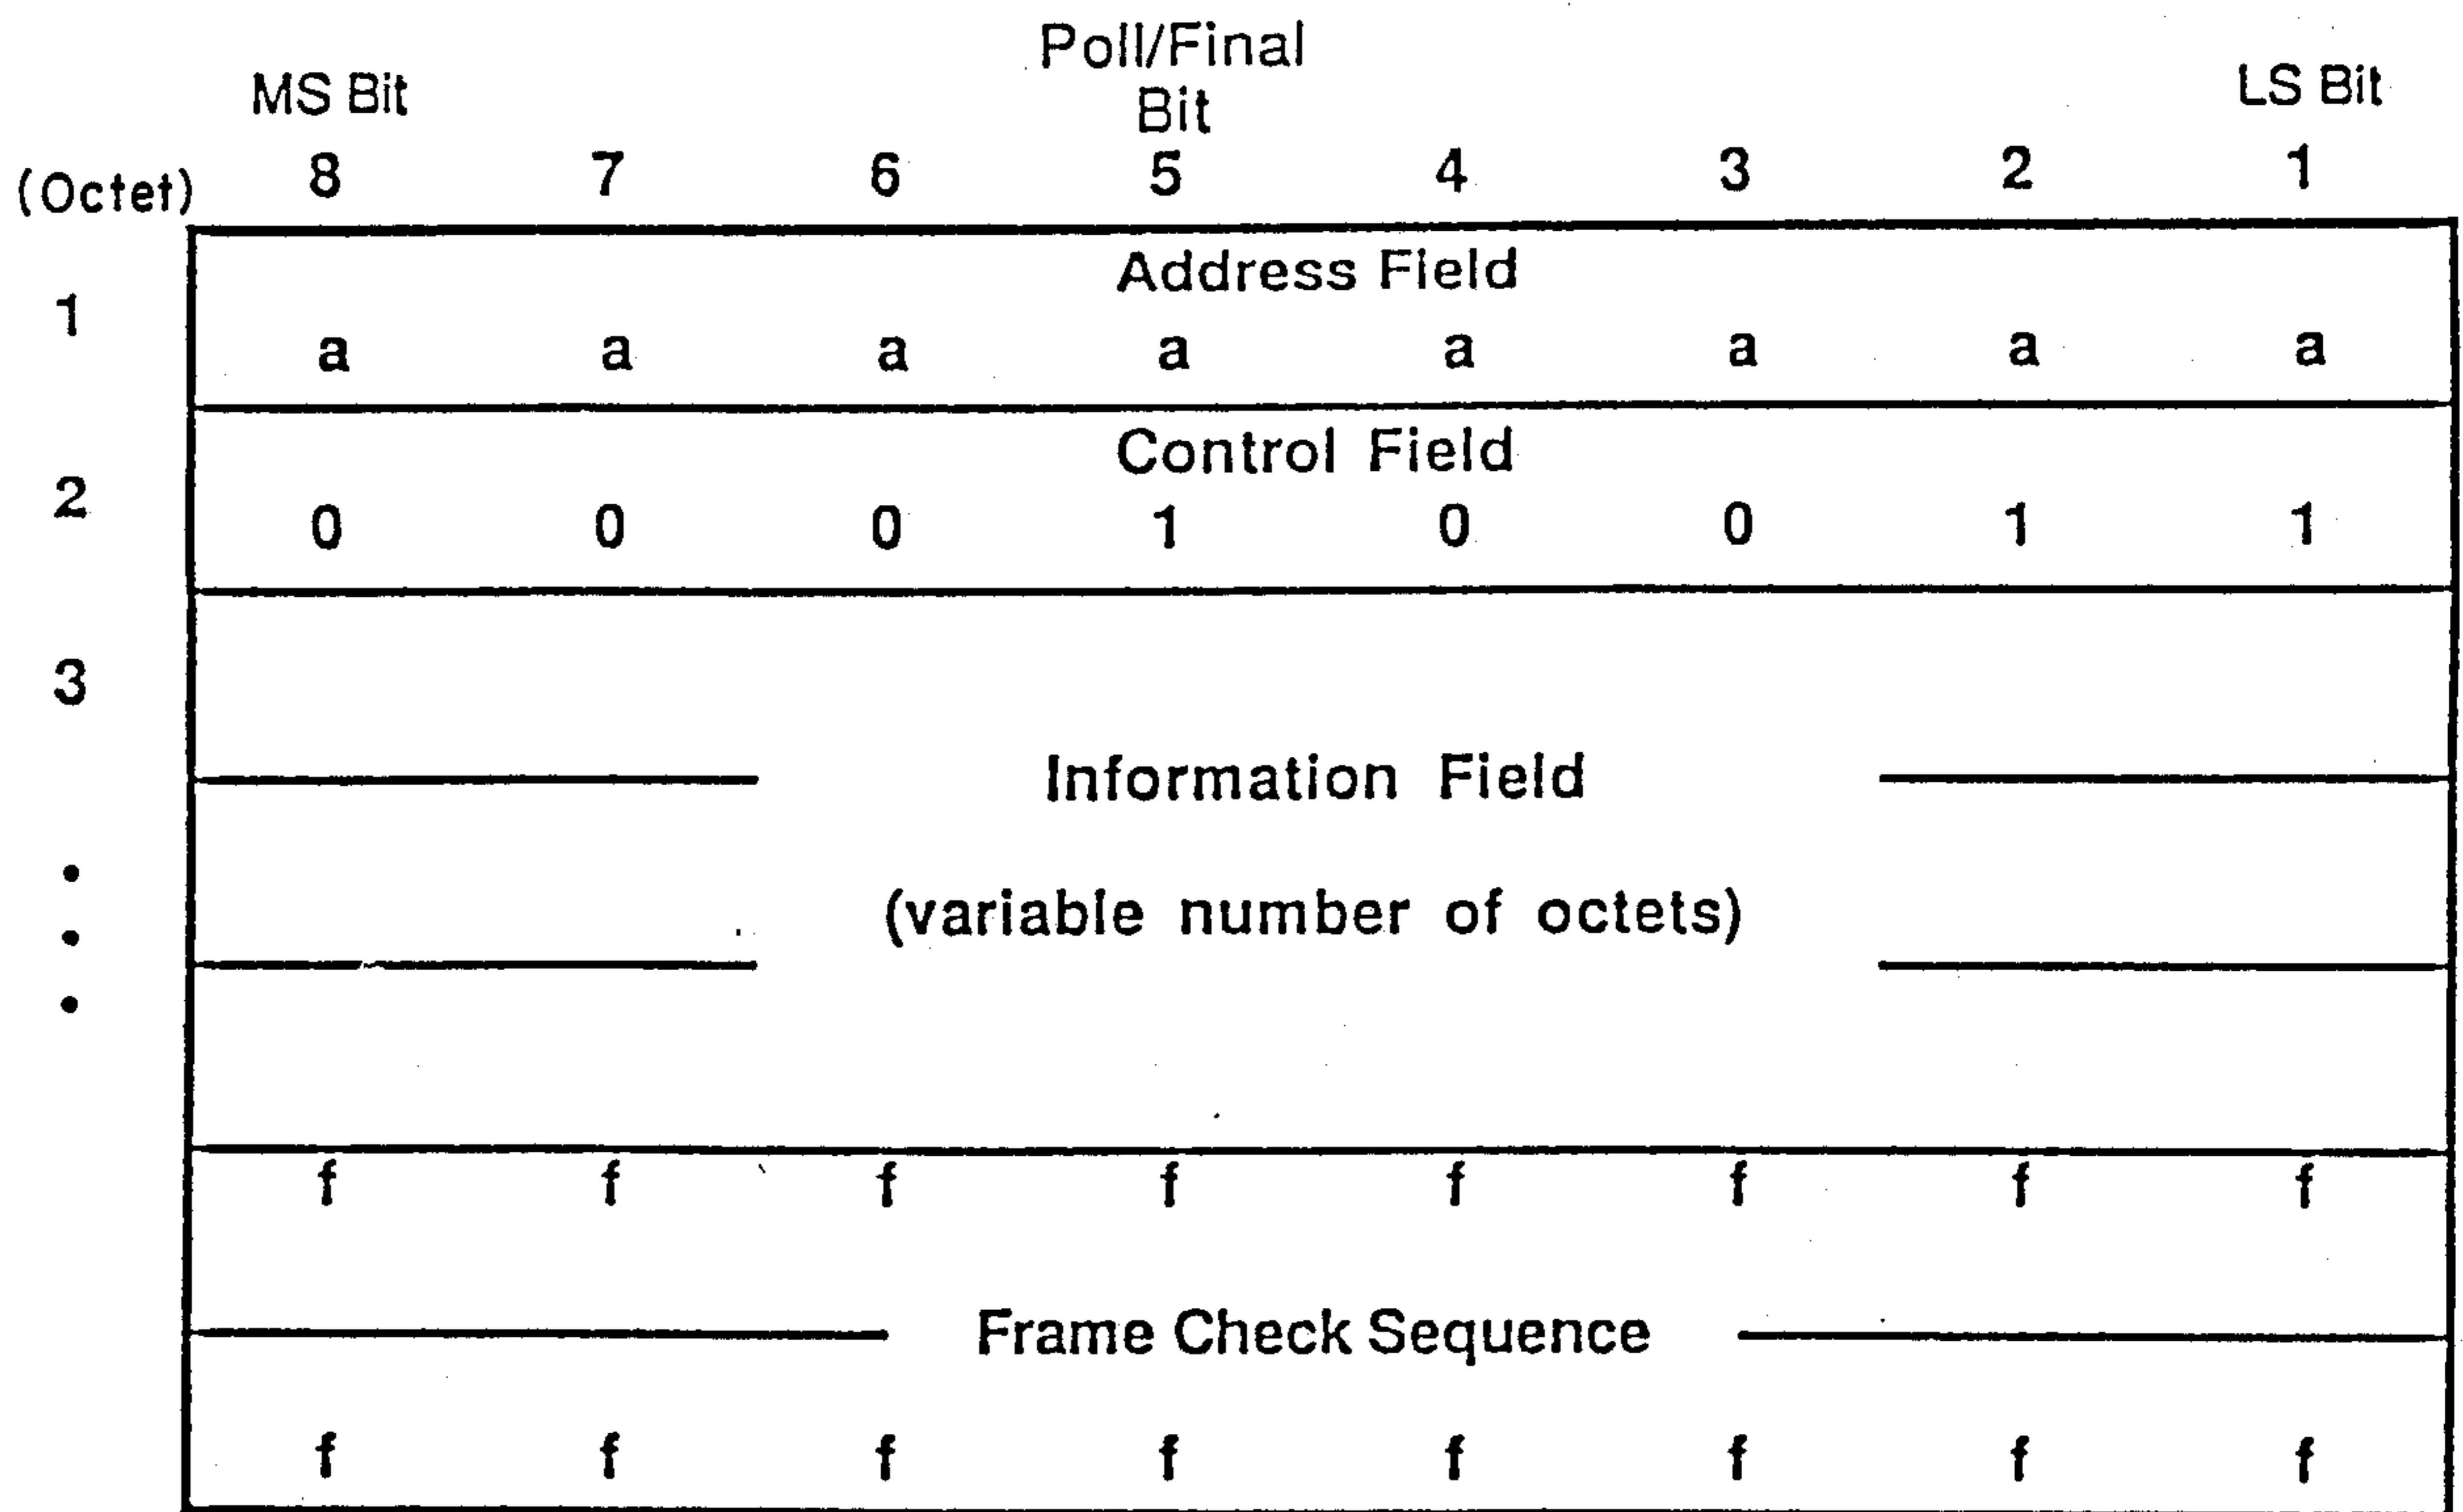 Poll/Final
MS Bit Bit LS Bit
(Octet) 8 7 6 5 4 3 2 1
Address Field
1
a a a a a a a a
Control Field
2
0 0 0 1 0 0 1 1
3
Information Field
(variable number of octets)
f f f f f f f f
Frame Check Sequence
f f f f f f f f